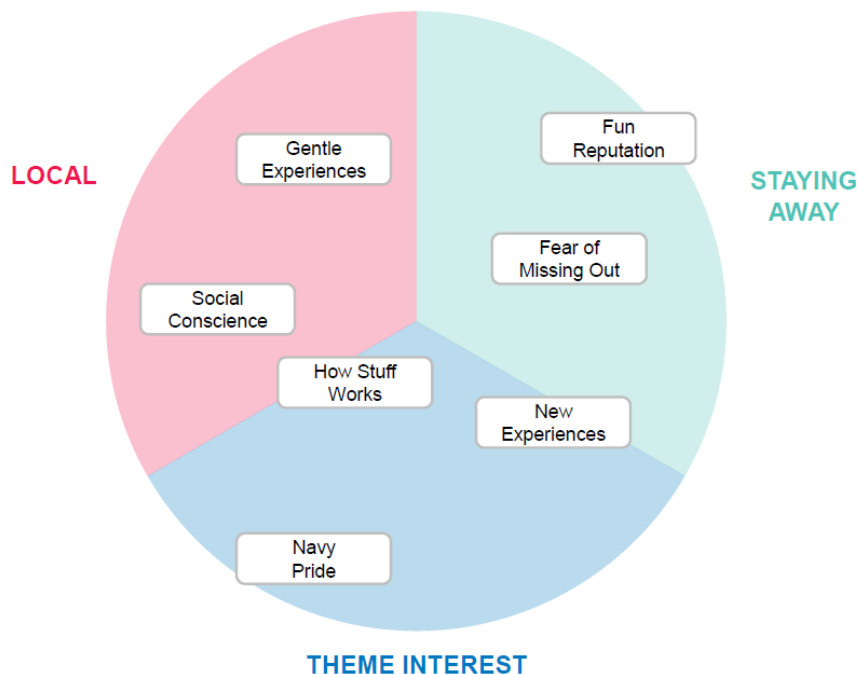 Fun
Reputation
Gentle
Experiences
LOCAL
STAYING
AWAY
Fear of
Missing Out
Social
Conscience
How Stuff
Works
New
Experiences
Navy
Pride
THEME INTEREST